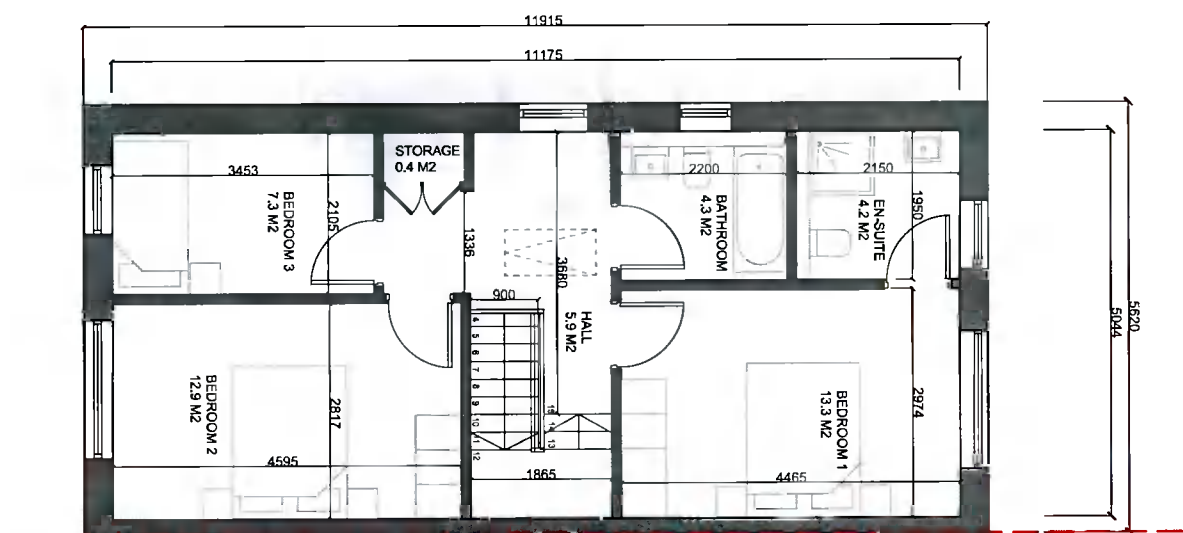 11915
11175
STORAGE
0.4 M2
3453
BEDROOM 3
7.3 M2
2105
1336
3680
2200
BATHROOM
4.3 M2
2150
EN-SUITE
4.2 M2
1950
900
HALL
5.9 M2
4
5
6
7
8
9
10
11
12
13
14
15
1865
BEDROOM 2
12.9 M2
2817
4595
BEDROOM 1
13.3 M2
2974
4465
5044
5620